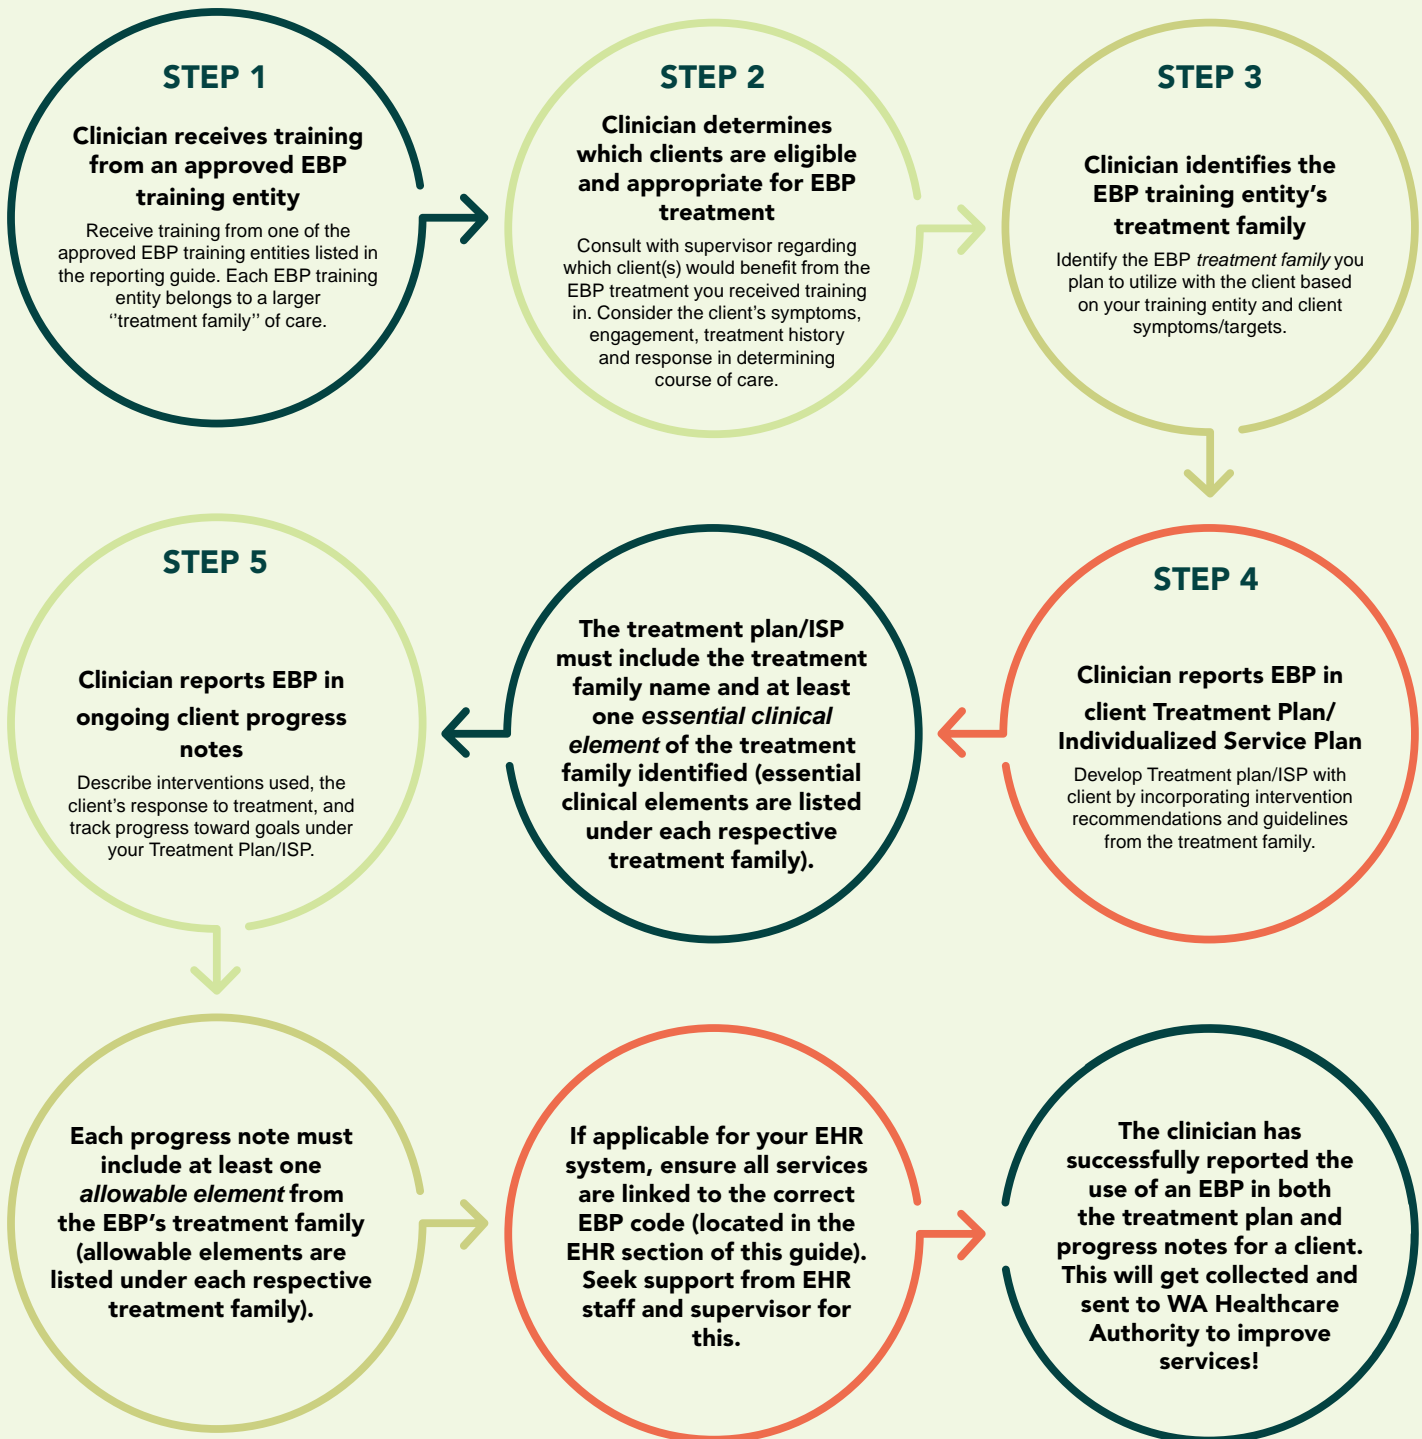 STEP 1
Clinician receives training
from an approved EBP
training entity
Receive training from one of the
approved EBP training entities listed in
the reporting guide. Each EBP training
entity belongs to a larger
‘’treatment family’’ of care.
STEP 2
Clinician determines
which clients are eligible
and appropriate for EBP
treatment
Consult with supervisor regarding
which client(s) would benefit from the
EBP treatment you received training
in. Consider the client’s symptoms,
engagement, treatment history
and response in determining
course of care.
STEP 3
Clinician identifies the
EBP training entity’s
treatment family
Identify the EBP treatment family you
plan to utilize with the client based
on your training entity and client
symptoms/targets.
STEP 4
Clinician reports EBP in
client Treatment Plan/
Individualized Service Plan
Develop Treatment plan/ISP with
client by incorporating intervention
recommendations and guidelines
from the treatment family.
The treatment plan/ISP
must include the treatment
family name and at least
one essential clinical
element of the treatment
family identified (essential
clinical elements are listed
under each respective
treatment family).
STEP 5
Clinician reports EBP in
ongoing client progress
notes
Describe interventions used, the
client’s response to treatment, and
track progress toward goals under
your Treatment Plan/ISP.
Each progress note must
include at least one
allowable element from
the EBP’s treatment family
(allowable elements are
listed under each respective
treatment family).
If applicable for your EHR
system, ensure all services
are linked to the correct
EBP code (located in the
EHR section of this guide).
Seek support from EHR
staff and supervisor for
this.
The clinician has
successfully reported the
use of an EBP in both
the treatment plan and
progress notes for a client.
This will get collected and
sent to WA Healthcare
Authority to improve
services!